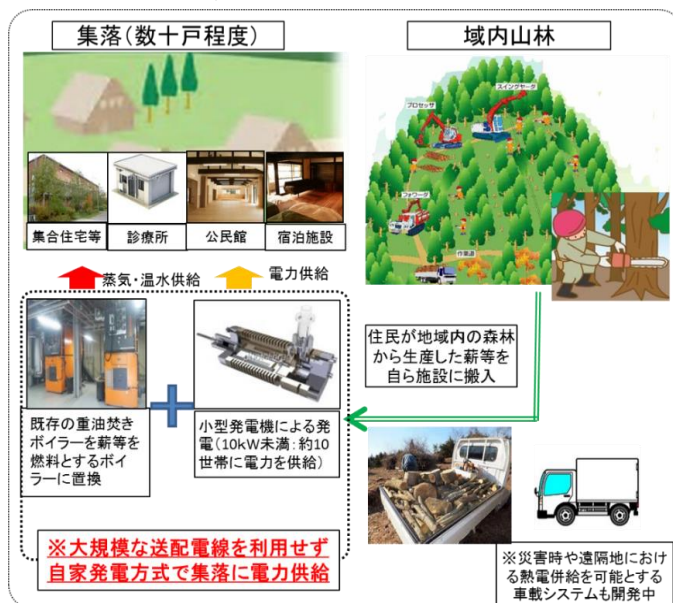 集落(数十戸程度)
域内山林
プロセッサ
スイングヤーダ
フォワーダ
作業道
集合住宅等
診療所
公民館
宿泊施設
蒸気・温水供給
電力供給
既存の重油焚き
ボイラーを薪等を
燃料とするボイ
ラーに置換
小型発電機による発
電(10kW未満:約10
世帯に電力を供給)
住民が地域内の森林
から生産した薪等を
自ら施設に搬入
※大規模な送配電線を利用せず
自家発電方式で集落に電力供給
※災害時や遠隔地におけ
る熱電併給を可能とする
車載システムも開発中